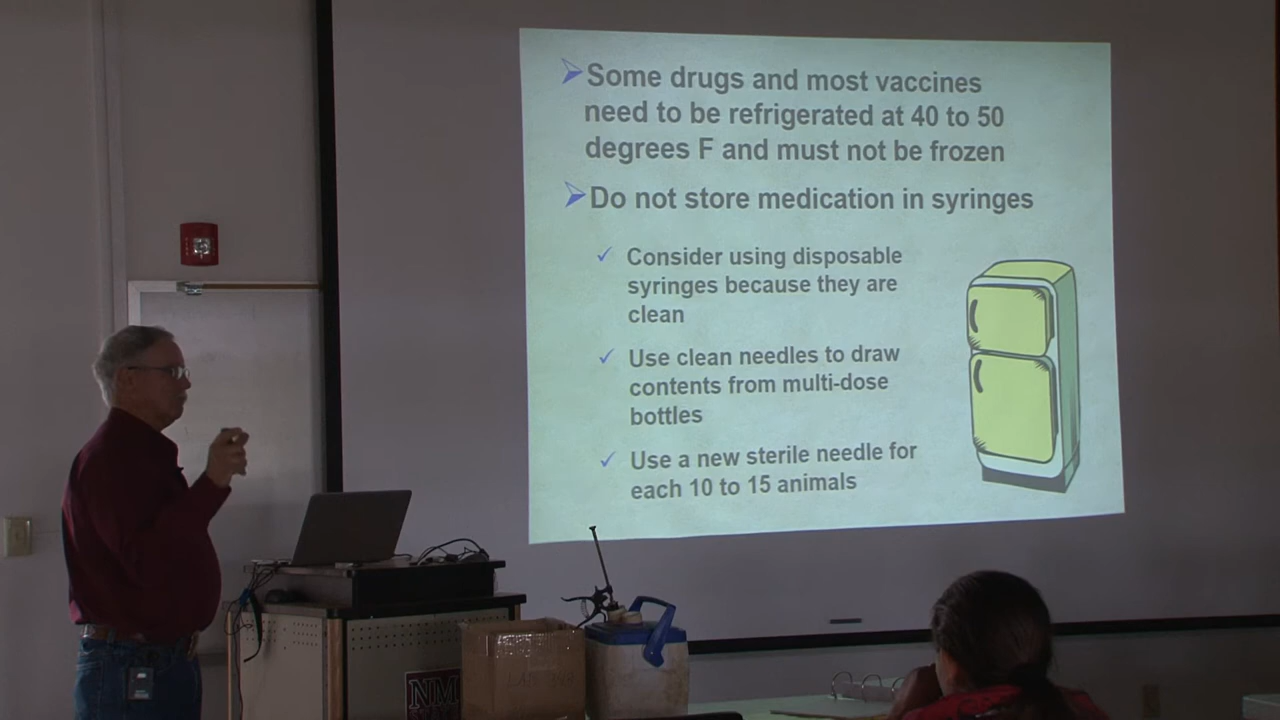 Some drugs and most vaccines
need to be refrigerated at 40 to 50
degrees F and must not be frozen
Do not store medication in syringes
Consider using disposable
syringes because they are
clean
Use clean needles to draw
contents from multi-dose
bottles
Use a new sterile needle for
each 10 to 15 animals
NM